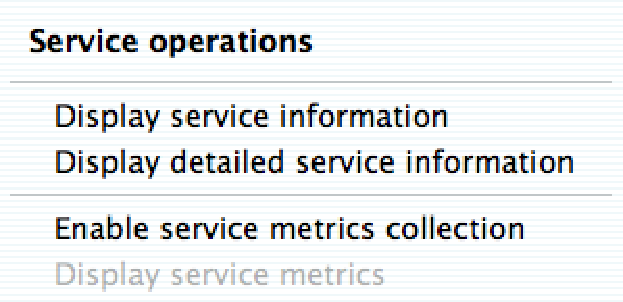 Service operations
Display service information
Display detailed service information
Enable service metrics collection
Display service metrics